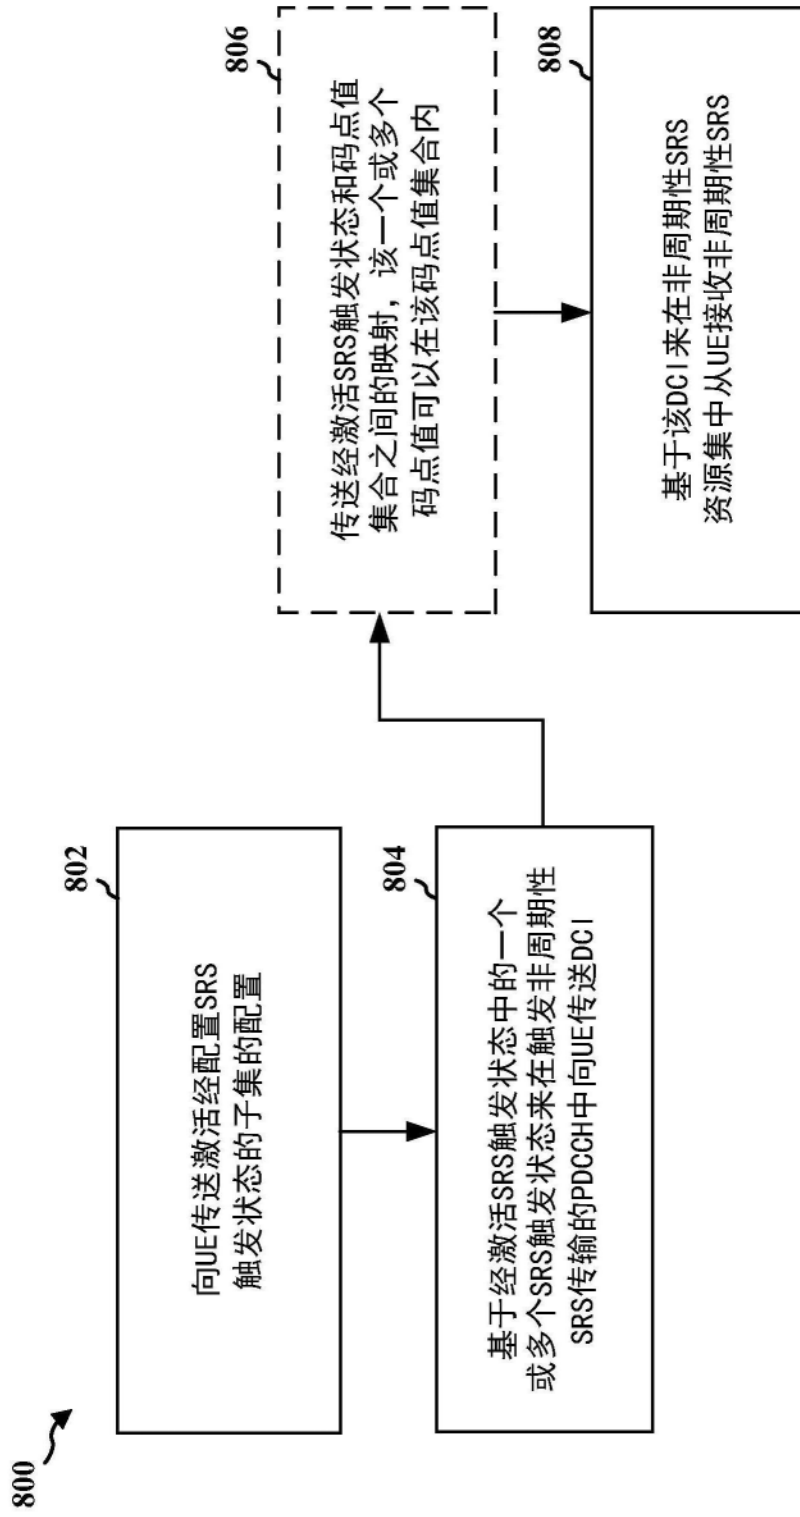 800
802
向UE传送激活经配置SRS
触发状态的子集的配置
804
基于经激活SRS触发状态中的一个
或多个SRS触发状态来在触发非周期性
SRS传输的PDCCH中向UE传送DCI
806
传送经激活SRS触发状态和码点值
集合之间的映射，该一个或多个
码点值可以在该码点值集合内
808
基于该DCI来在非周期性SRS
资源集中从UE接收非周期性SRS